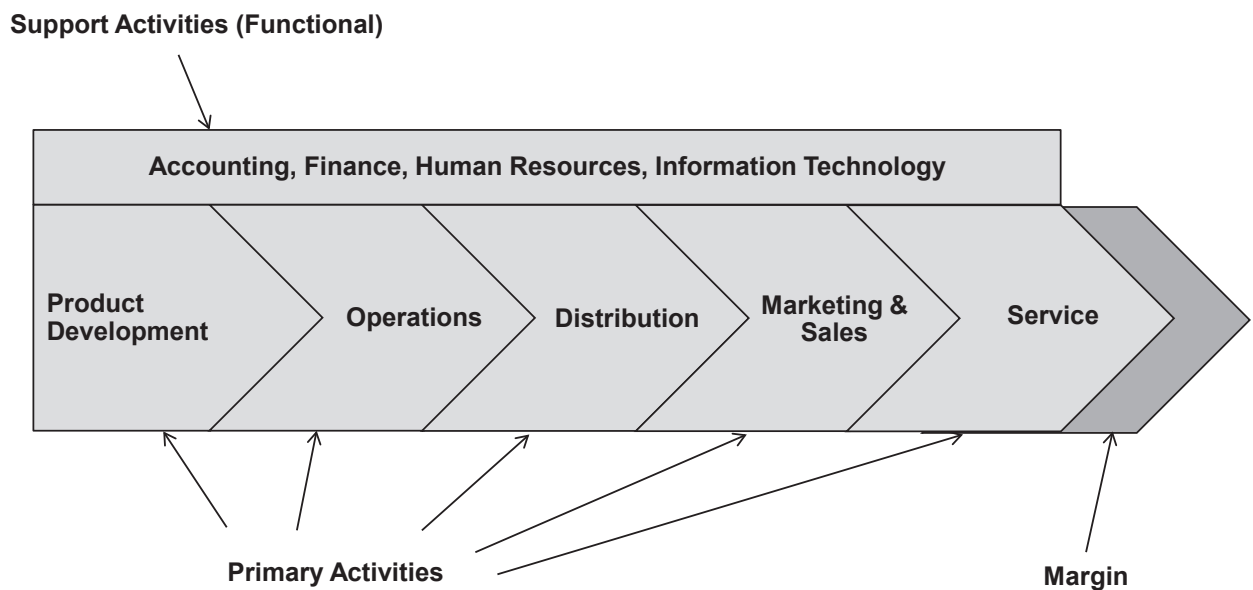 Support Activities (Functional)
Accounting, Finance, Human Resources, Information Technology
Product
Development
Operations
Distribution
Marketing &
Sales
Service
Primary Activities
Margin